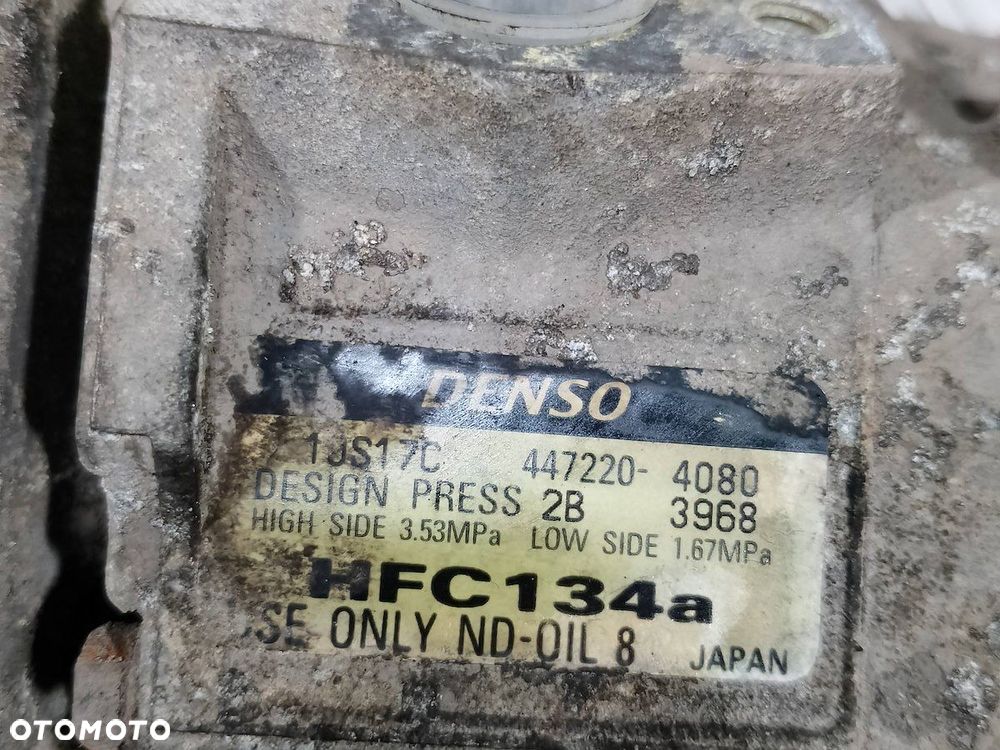 DENSO
10S17C 447220-4080
DESIGN PRESS 2B 3968
HIGH SIDE 3.53MPa LOW SIDE 1.67MPa
HFC134a
USE ONLY ND-OIL 8 JAPAN
OTOMOTO